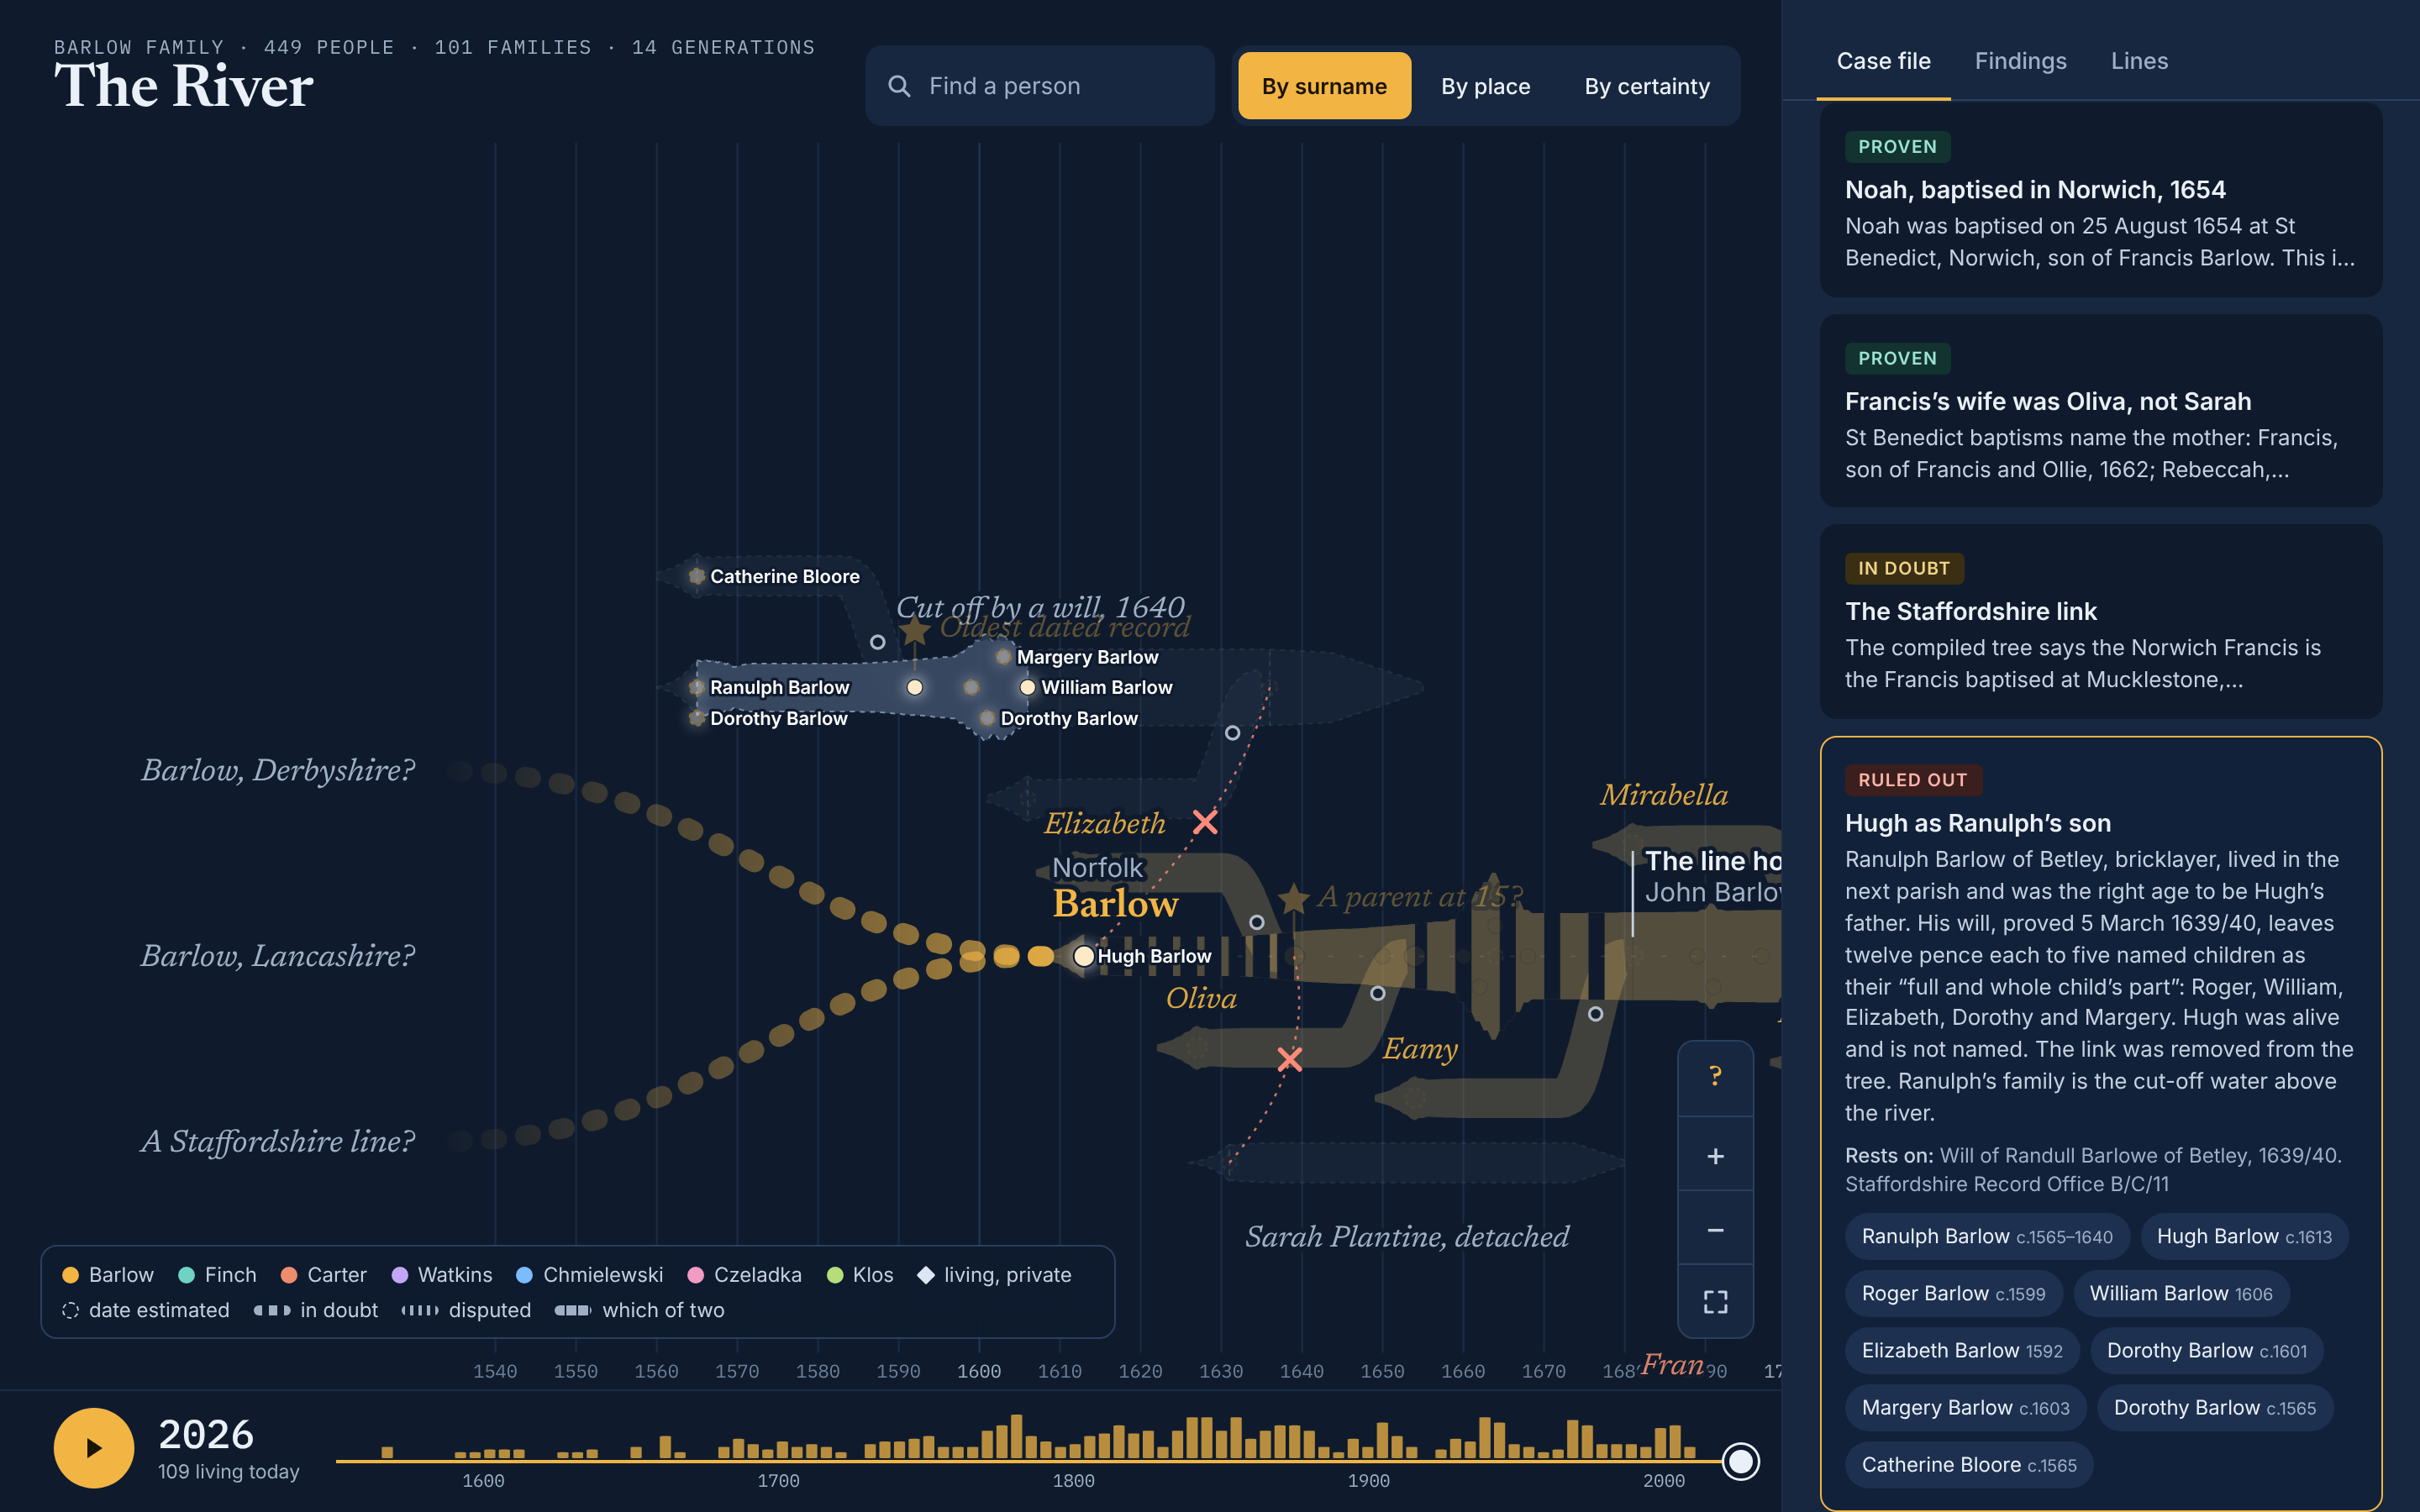 BARLOW FAMILY · 449 PEOPLE · 101 FAMILIES · 14 GENERATIONS
The River
Find a person
By surname
By place
By certainty
Cut off by a will, 1640
Oldest dated record
Catherine Bloore
Margery Barlow
Ranulph Barlow
William Barlow
Dorothy Barlow
Dorothy Barlow
Barlow, Derbyshire?
Barlow, Lancashire?
A Staffordshire line?
Elizabeth
Norfolk
Barlow
Hugh Barlow
A parent at 15?
Mirabella
The line ho
John Barlov
Oliva
Eamy
Sarah Plantine, detached
?
+
−
Barlow
Finch
Carter
Watkins
Chmielewski
Czeladka
Klos
living, private
date estimated
in doubt
disputed
which of two
1540 1550 1560 1570 1580 1590 1600 1610 1620 1630 1640 1650 1660 1670 168 90 17
Fran
2026
109 living today
1600 1700 1800 1900 2000
Case file
Findings
Lines
PROVEN
Noah, baptised in Norwich, 1654
Noah was baptised on 25 August 1654 at St
Benedict, Norwich, son of Francis Barlow. This i...
PROVEN
Francis’s wife was Oliva, not Sarah
St Benedict baptisms name the mother: Francis,
son of Francis and Ollie, 1662; Rebeccah,...
IN DOUBT
The Staffordshire link
The compiled tree says the Norwich Francis is
the Francis baptised at Mucklestone,...
RULED OUT
Hugh as Ranulph’s son
Ranulph Barlow of Betley, bricklayer, lived in the
next parish and was the right age to be Hugh’s
father. His will, proved 5 March 1639/40, leaves
twelve pence each to five named children as
their “full and whole child’s part”: Roger, William,
Elizabeth, Dorothy and Margery. Hugh was alive
and is not named. The link was removed from the
tree. Ranulph’s family is the cut-off water above
the river.
Rests on: Will of Randull Barlowe of Betley, 1639/40.
Staffordshire Record Office B/C/11
Ranulph Barlow c.1565–1640
Hugh Barlow c.1613
Roger Barlow c.1599
William Barlow 1606
Elizabeth Barlow 1592
Dorothy Barlow c.1601
Margery Barlow c.1603
Dorothy Barlow c.1565
Catherine Bloore c.1565